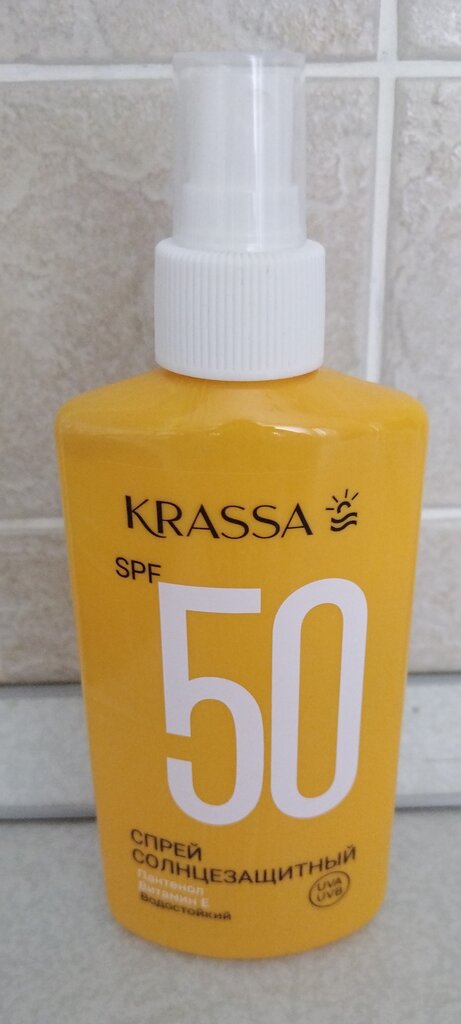 KRASSA
SPF
50
СПРЕЙ
СОЛНЦЕЗАЩИТНЫЙ
Пантенол
Витамин Е
Водостойкий
UVA
UVB